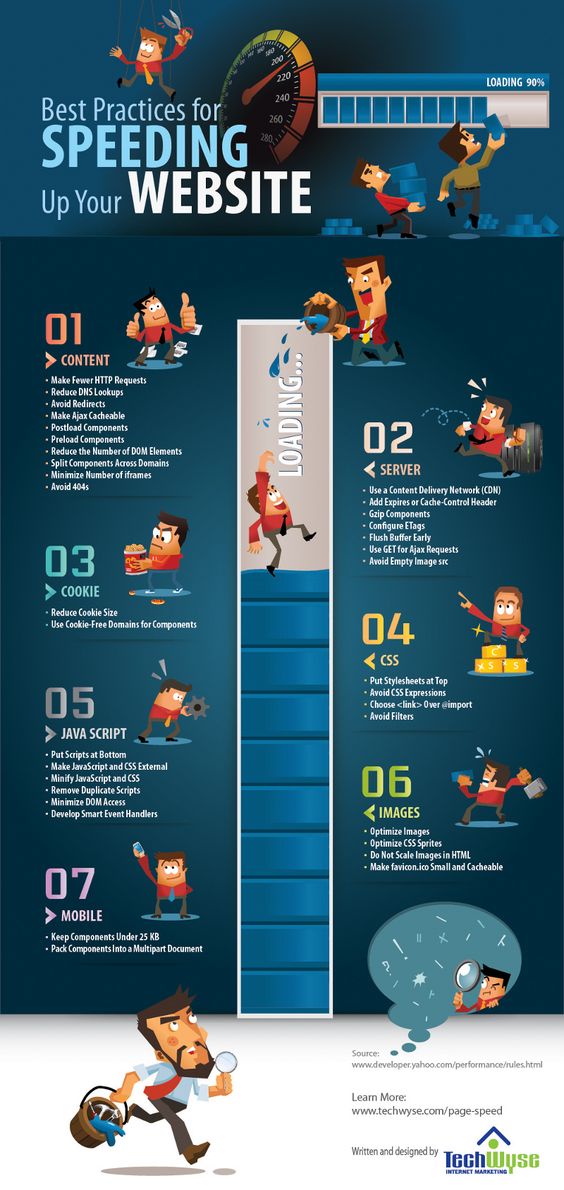 LOADING 90%
180
200
220
240
260
280
Best Practices for
SPEEDING
Up Your WEBSITE
01
CONTENT
• Make Fewer HTTP Requests
• Reduce DNS Lookups
• Avoid Redirects
• Make Ajax Cacheable
• Postload Components
• Preload Components
• Reduce the Number of DOM Elements
• Split Components Across Domains
• Minimize Number of iframes
• Avoid 404s
LOADING...
02
SERVER
• Use a Content Delivery Network (CDN)
• Add Expires or Cache-Control Header
• Gzip Components
• Configure ETags
• Flush Buffer Early
• Use GET for Ajax Requests
• Avoid Empty Image src
03
COOKIE
• Reduce Cookie Size
• Use Cookie-Free Domains for Components
04
CSS
C
S
S
• Put Stylesheets at Top
• Avoid CSS Expressions
• Choose <link> Over @import
• Avoid Filters
05
JAVA SCRIPT
• Put Scripts at Bottom
• Make JavaScript and CSS External
• Minify JavaScript and CSS
• Remove Duplicate Scripts
• Minimize DOM Access
• Develop Smart Event Handlers
06
IMAGES
• Optimize Images
• Optimize CSS Sprites
• Do Not Scale Images in HTML
• Make favicon.ico Small and Cacheable
07
MOBILE
• Keep Components Under 25 KB
• Pack Components Into a Multipart Document
Source:
www.developer.yahoo.com/performance/rules.html
Learn More:
www.techwyse.com/page-speed
Written and designed by TechWyse
INTERNET MARKETING